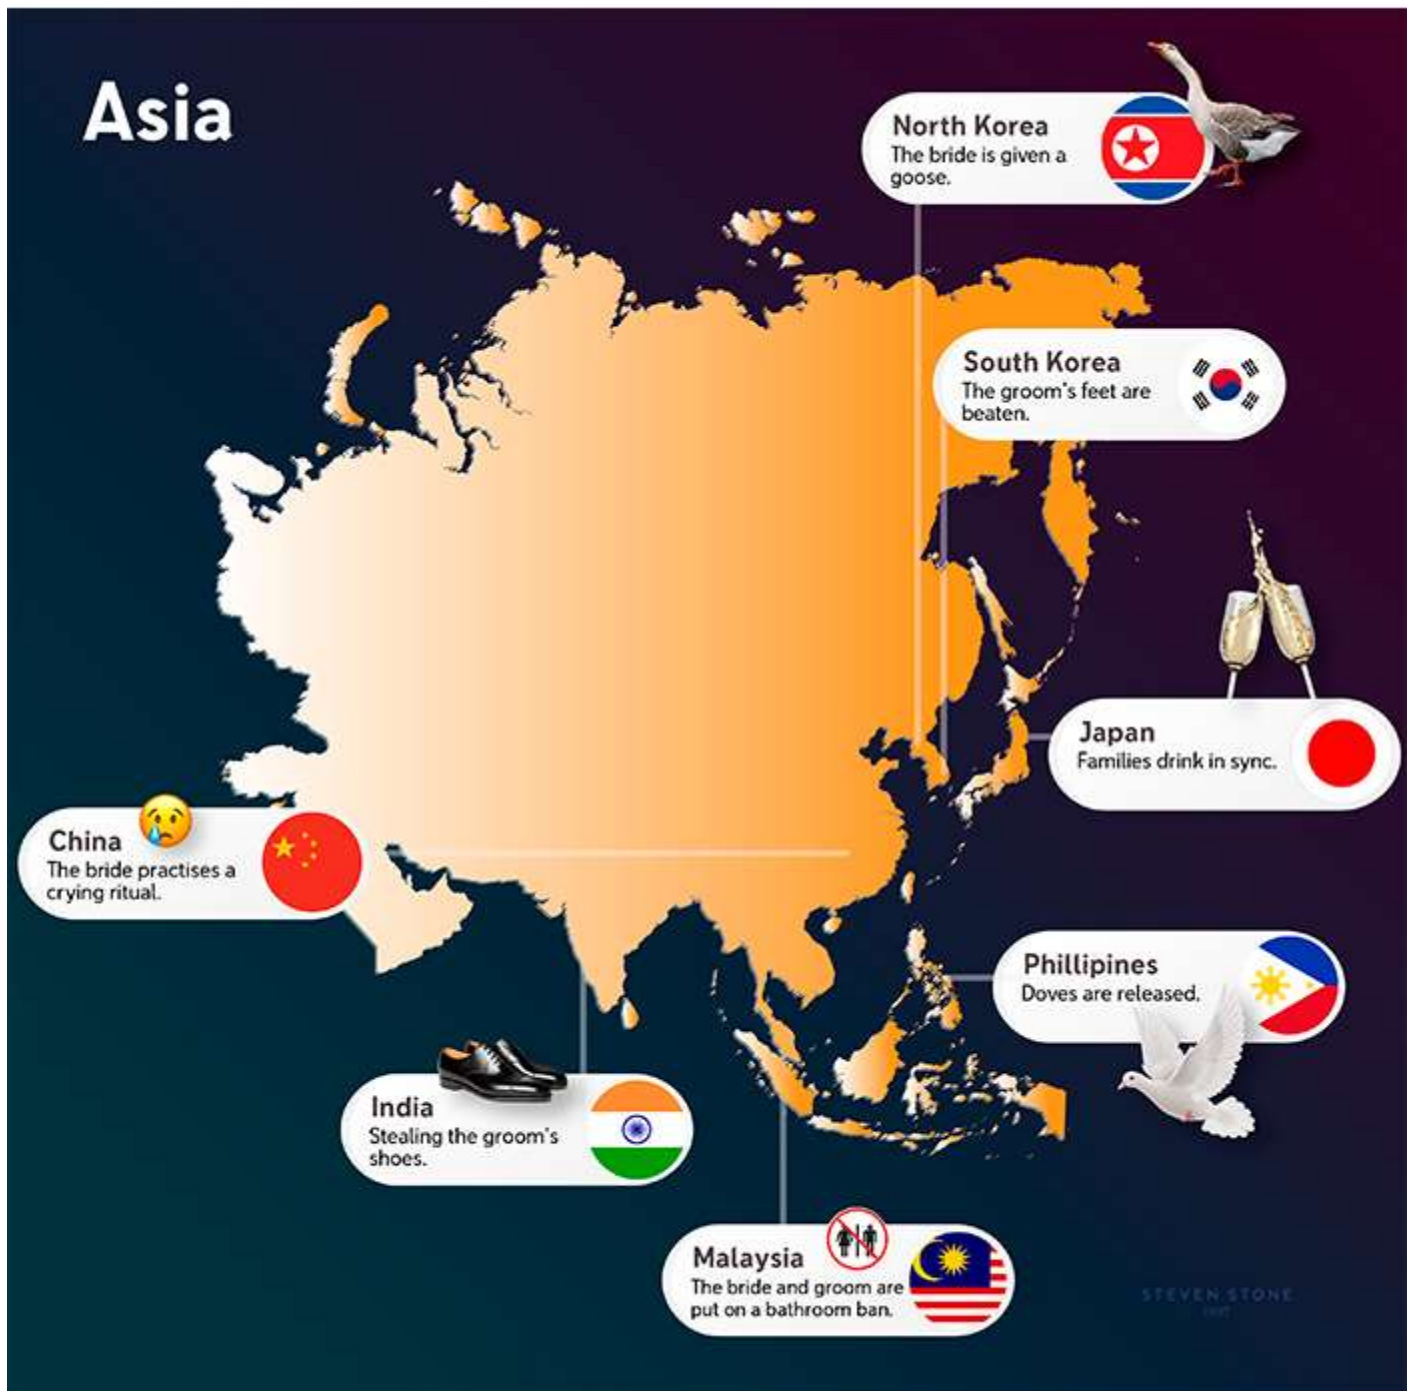 Asia
North Korea
The bride is given a
goose.
South Korea
The groom's feet are
beaten.
Japan
Families drink in sync.
China
The bride practises a
crying ritual.
Phillipines
Doves are released.
India
Stealing the groom's
shoes.
Malaysia
The bride and groom are
put on a bathroom ban.
STEVEN STONE